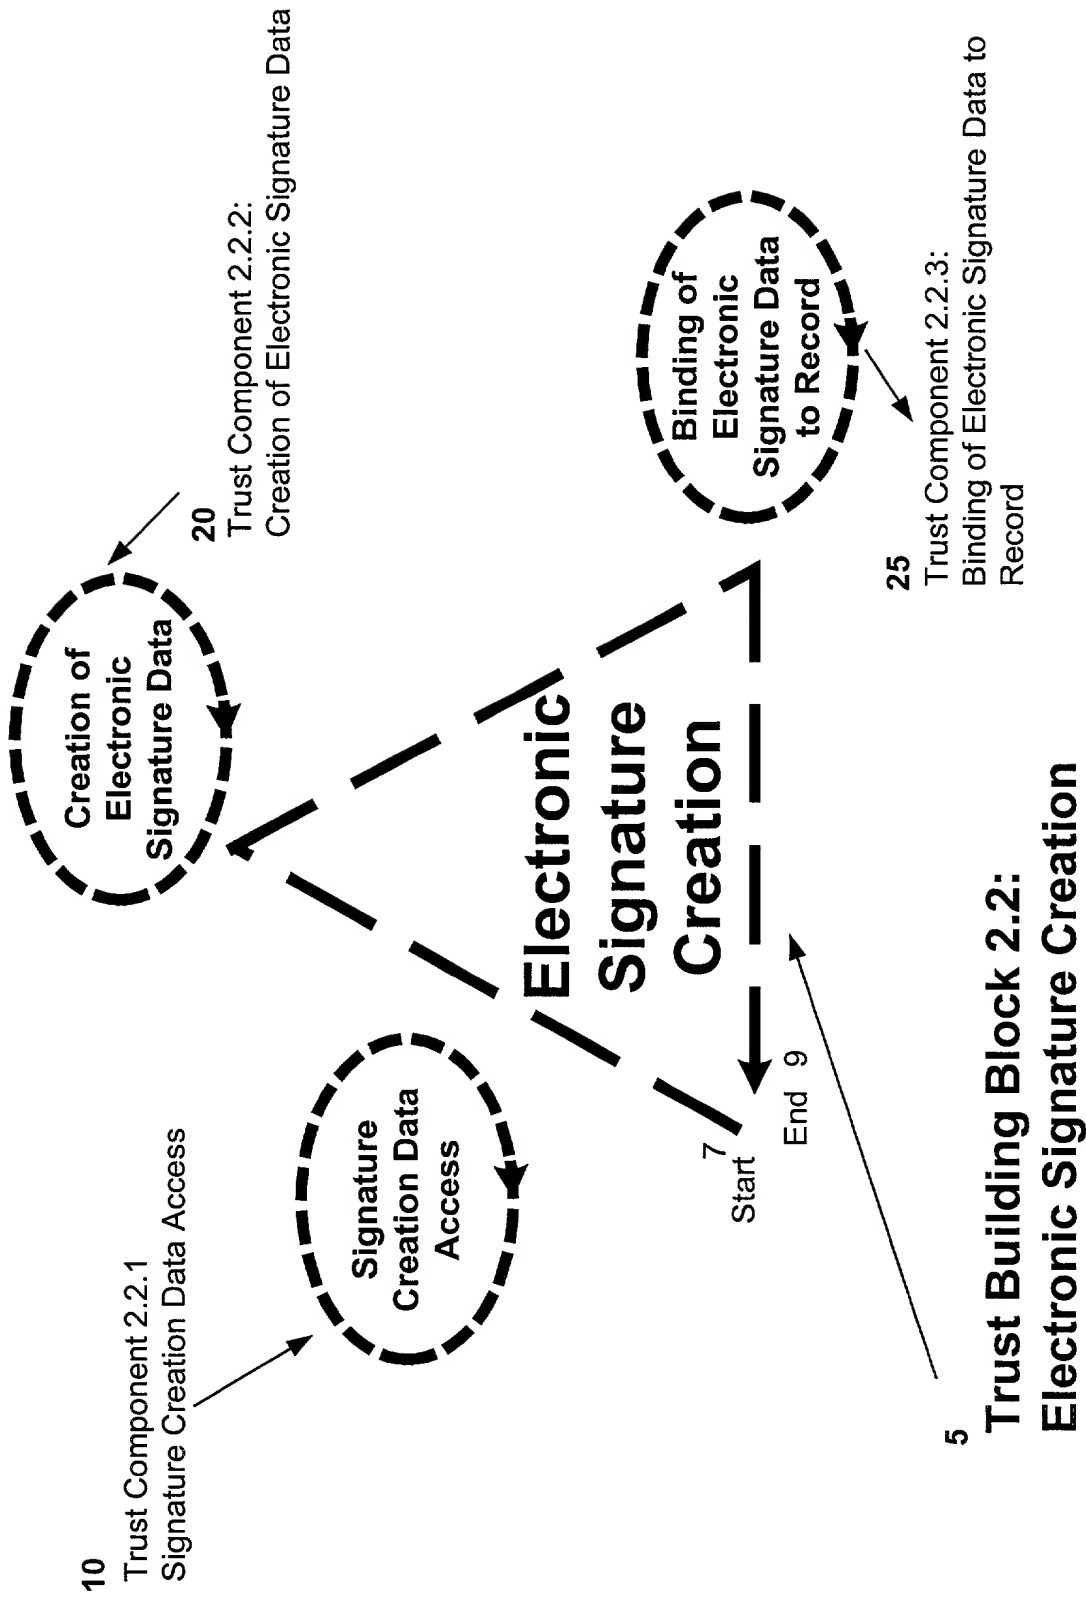 10
Trust Component 2.2.1
Signature Creation Data Access
20
Trust Component 2.2.2:
Creation of Electronic Signature Data
Creation of
Electronic
Signature Data
Signature
Creation Data
Access
Electronic
Signature
Creation
Binding of
Electronic
Signature Data
to Record
7
Start
End 9
25
Trust Component 2.2.3:
Binding of Electronic Signature Data to
Record
5
Trust Building Block 2.2:
Electronic Signature Creation